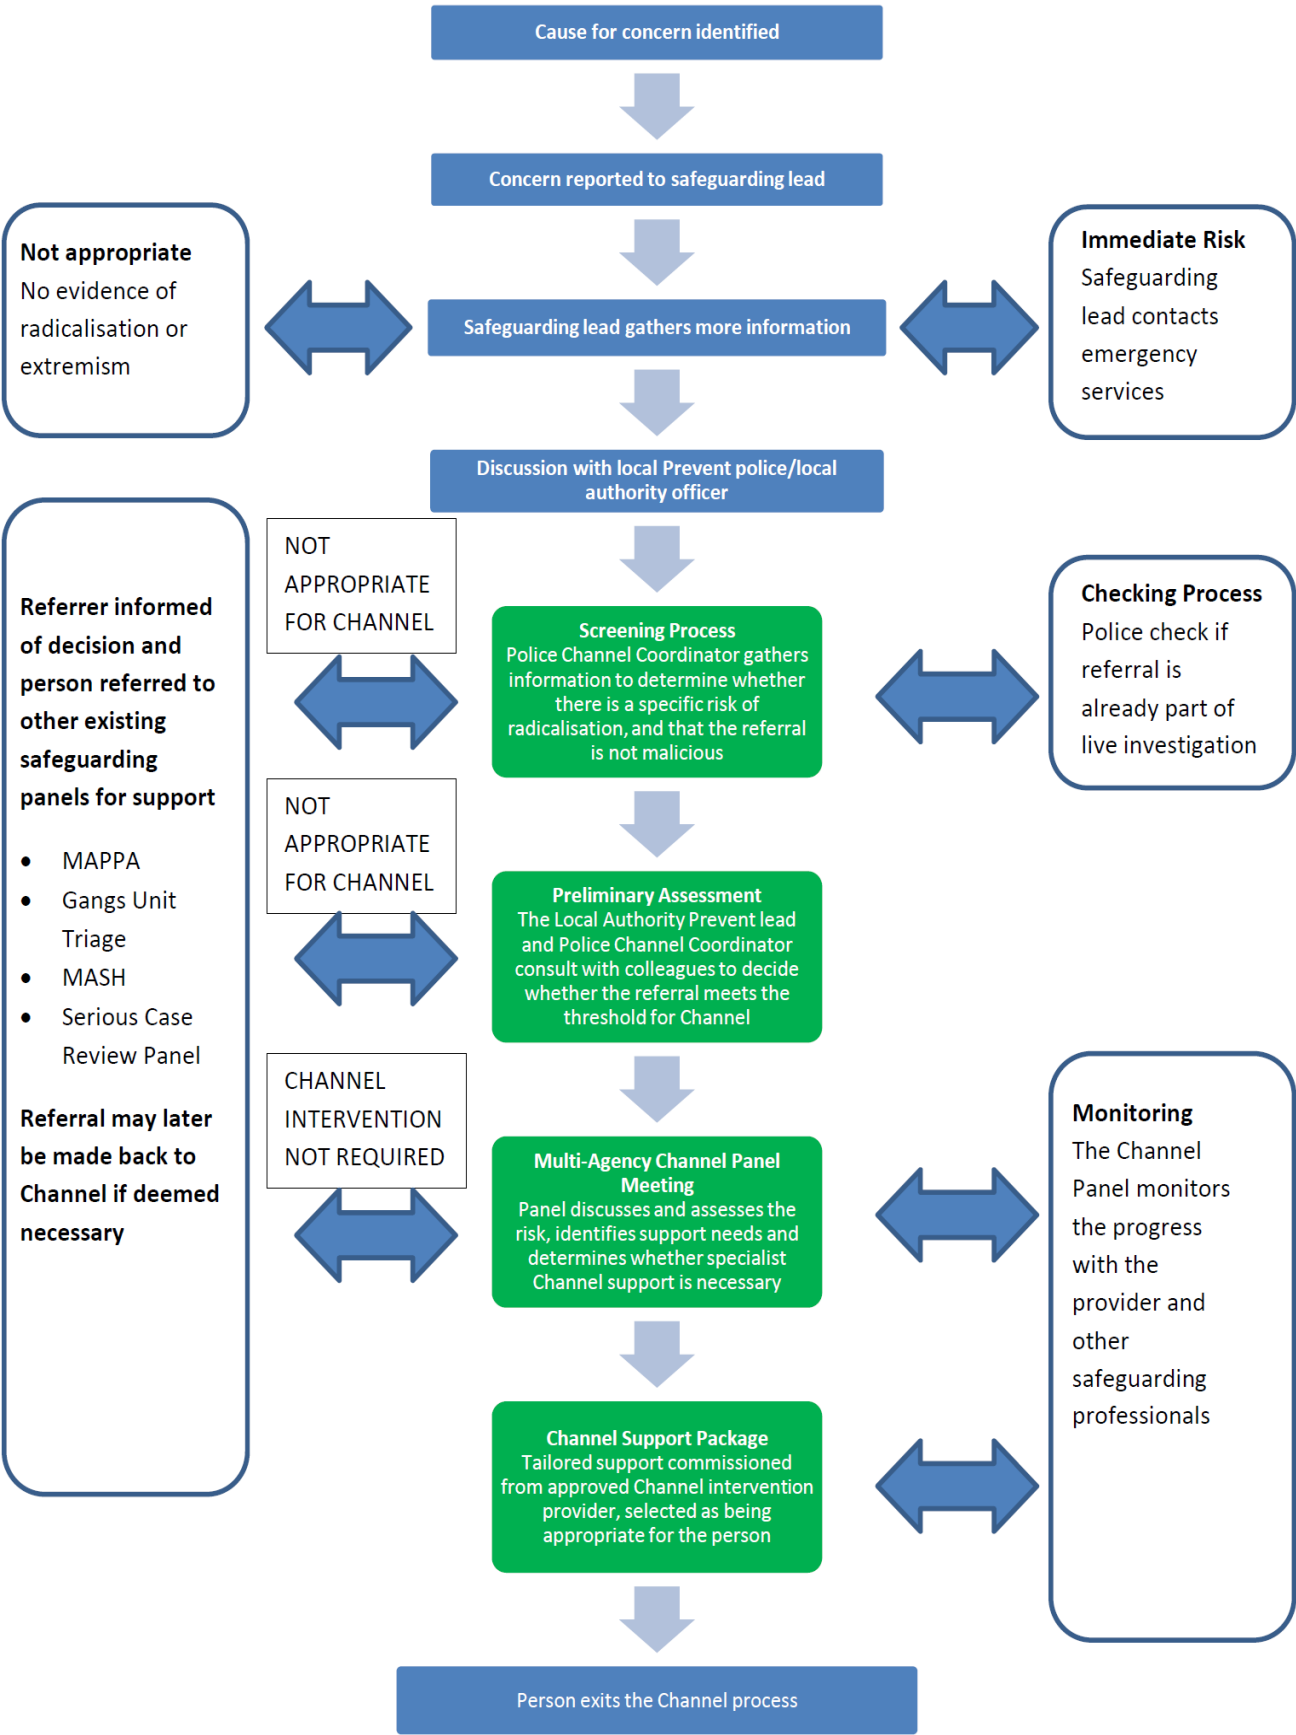 Cause for concern identified
Concern reported to safeguarding lead
Not appropriate
No evidence of
radicalisation or
extremism
Safeguarding lead gathers more information
Immediate Risk
Safeguarding
lead contacts
emergency
services
Discussion with local Prevent police/local
authority officer
Referrer informed
of decision and
person referred to
other existing
safeguarding
panels for support
• MAPPA
• Gangs Unit
Triage
• MASH
• Serious Case
Review Panel
Referral may later
be made back to
Channel if deemed
necessary
NOT
APPROPRIATE
FOR CHANNEL
Screening Process
Police Channel Coordinator gathers
information to determine whether
there is a specific risk of
radicalisation, and that the referral
is not malicious
Checking Process
Police check if
referral is
already part of
live investigation
NOT
APPROPRIATE
FOR CHANNEL
Preliminary Assessment
The Local Authority Prevent lead
and Police Channel Coordinator
consult with colleagues to decide
whether the referral meets the
threshold for Channel
CHANNEL
INTERVENTION
NOT REQUIRED
Multi-Agency Channel Panel
Meeting
Panel discusses and assesses the
risk, identifies support needs and
determines whether specialist
Channel support is necessary
Monitoring
The Channel
Panel monitors
the progress
with the
provider and
other
safeguarding
professionals
Channel Support Package
Tailored support commissioned
from approved Channel intervention
provider, selected as being
appropriate for the person
Person exits the Channel process